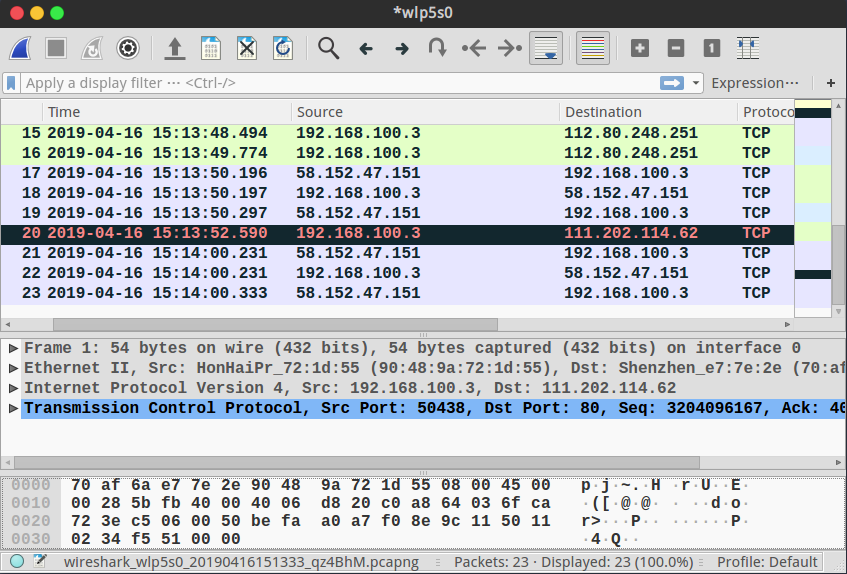 *wlp5s0
Apply a display filter ··· <Ctrl-/>
Expression···
+
Time Source Destination Protoco
15 2019-04-16 15:13:48.494 192.168.100.3 112.80.248.251 TCP
16 2019-04-16 15:13:49.774 192.168.100.3 112.80.248.251 TCP
17 2019-04-16 15:13:50.196 58.152.47.151 192.168.100.3 TCP
18 2019-04-16 15:13:50.197 192.168.100.3 58.152.47.151 TCP
19 2019-04-16 15:13:50.297 58.152.47.151 192.168.100.3 TCP
20 2019-04-16 15:13:52.590 192.168.100.3 111.202.114.62 TCP
21 2019-04-16 15:14:00.231 58.152.47.151 192.168.100.3 TCP
22 2019-04-16 15:14:00.231 192.168.100.3 58.152.47.151 TCP
23 2019-04-16 15:14:00.333 58.152.47.151 192.168.100.3 TCP
Frame 1: 54 bytes on wire (432 bits), 54 bytes captured (432 bits) on interface 0
Ethernet II, Src: HonHaiPr_72:1d:55 (90:48:9a:72:1d:55), Dst: Shenzhen_e7:7e:2e (70:af
Internet Protocol Version 4, Src: 192.168.100.3, Dst: 111.202.114.62
Transmission Control Protocol, Src Port: 50438, Dst Port: 80, Seq: 3204096167, Ack: 40
0000 70 af 6a e7 7e 2e 90 48 9a 72 1d 55 08 00 45 00 p·j·~.·H ·r·U··E·
0010 00 28 5b fb 40 00 40 06 d8 20 c0 a8 64 03 6f ca ·([·@·@· · ··d·o·
0020 72 3e c5 06 00 50 be fa a0 a7 f0 8e 9c 11 50 11 r>···P·· ······P·
0030 02 34 f5 51 00 00 ·4·Q··
wireshark_wlp5s0_20190416151333_qz4BhM.pcapng
Packets: 23 · Displayed: 23 (100.0%)
Profile: Default